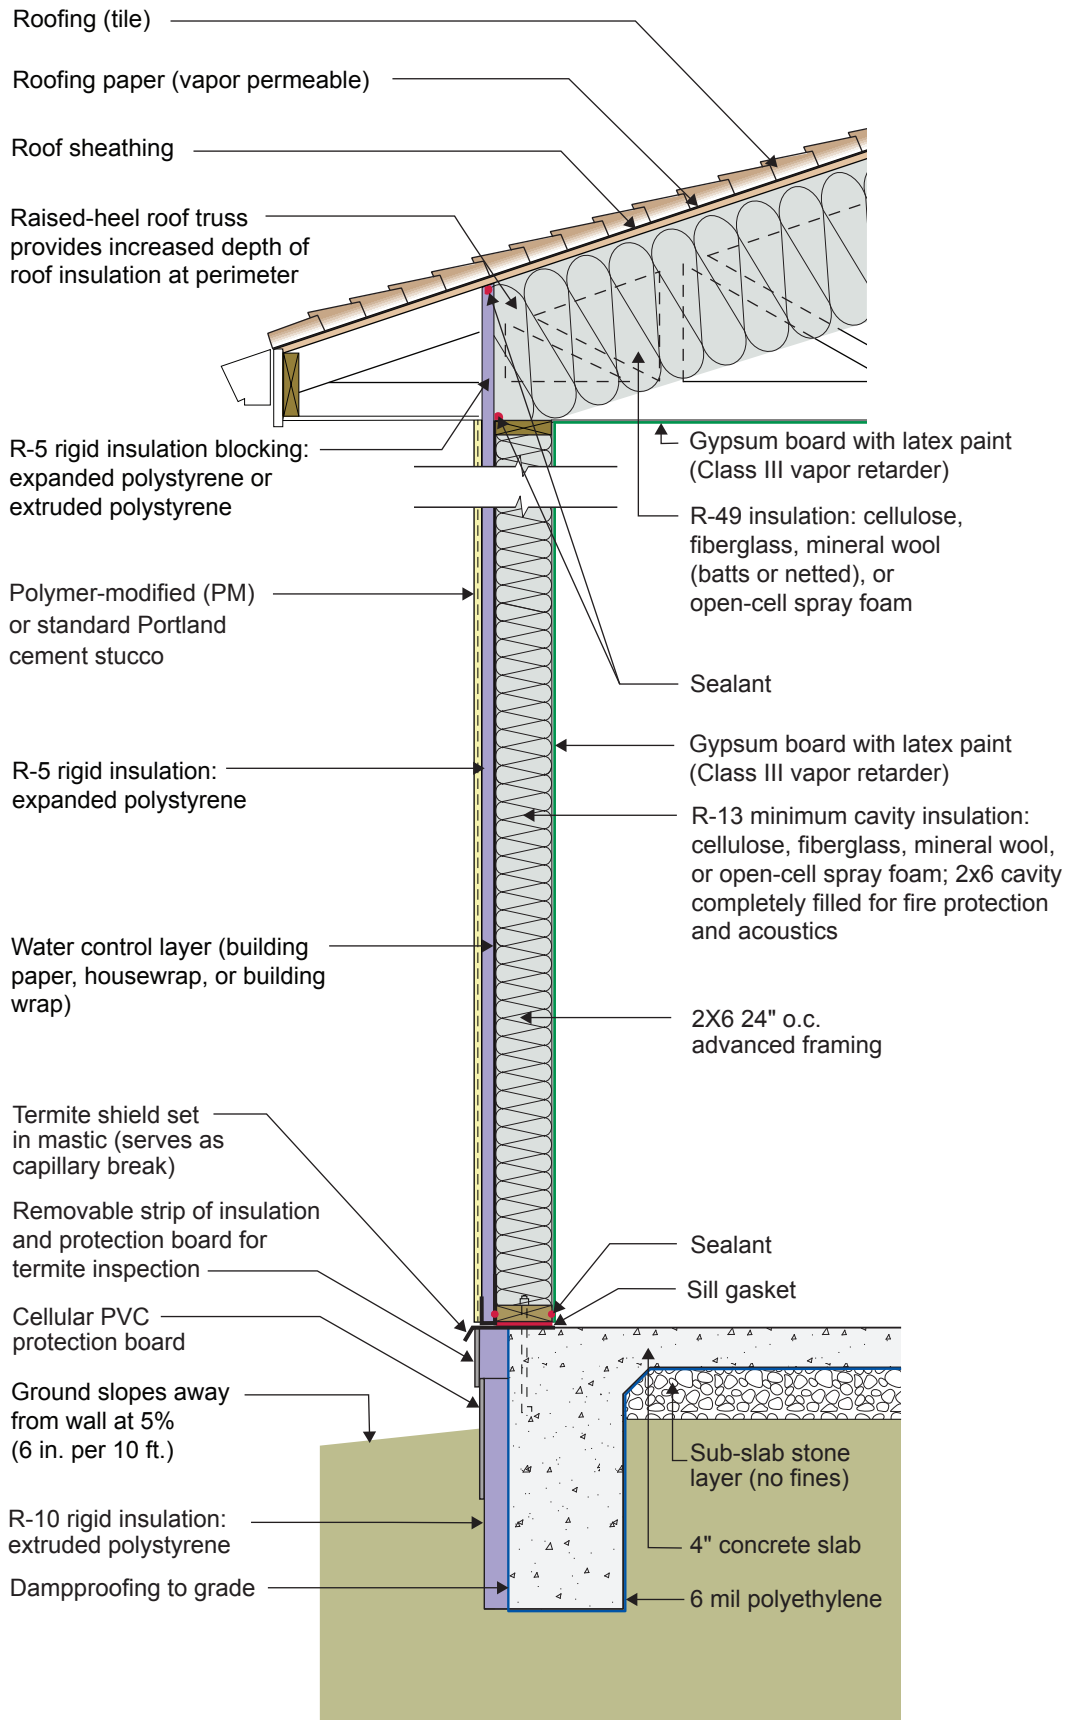 Roofing (tile)
Roofing paper (vapor permeable)
Roof sheathing
Raised-heel roof truss
provides increased depth of
roof insulation at perimeter
R-5 rigid insulation blocking:
expanded polystyrene or
extruded polystyrene
Gypsum board with latex paint
(Class III vapor retarder)
R-49 insulation: cellulose,
fiberglass, mineral wool
(batts or netted), or
open-cell spray foam
Polymer-modified (PM)
or standard Portland
cement stucco
Sealant
R-5 rigid insulation:
expanded polystyrene
Gypsum board with latex paint
(Class III vapor retarder)
R-13 minimum cavity insulation:
cellulose, fiberglass, mineral wool,
or open-cell spray foam; 2x6 cavity
completely filled for fire protection
and acoustics
Water control layer (building
paper, housewrap, or building
wrap)
2X6 24" o.c.
advanced framing
Termite shield set
in mastic (serves as
capillary break)
Removable strip of insulation
and protection board for
termite inspection
Sealant
Sill gasket
Cellular PVC
protection board
Ground slopes away
from wall at 5%
(6 in. per 10 ft.)
Sub-slab stone
layer (no fines)
R-10 rigid insulation:
extruded polystyrene
4" concrete slab
Dampproofing to grade
6 mil polyethylene